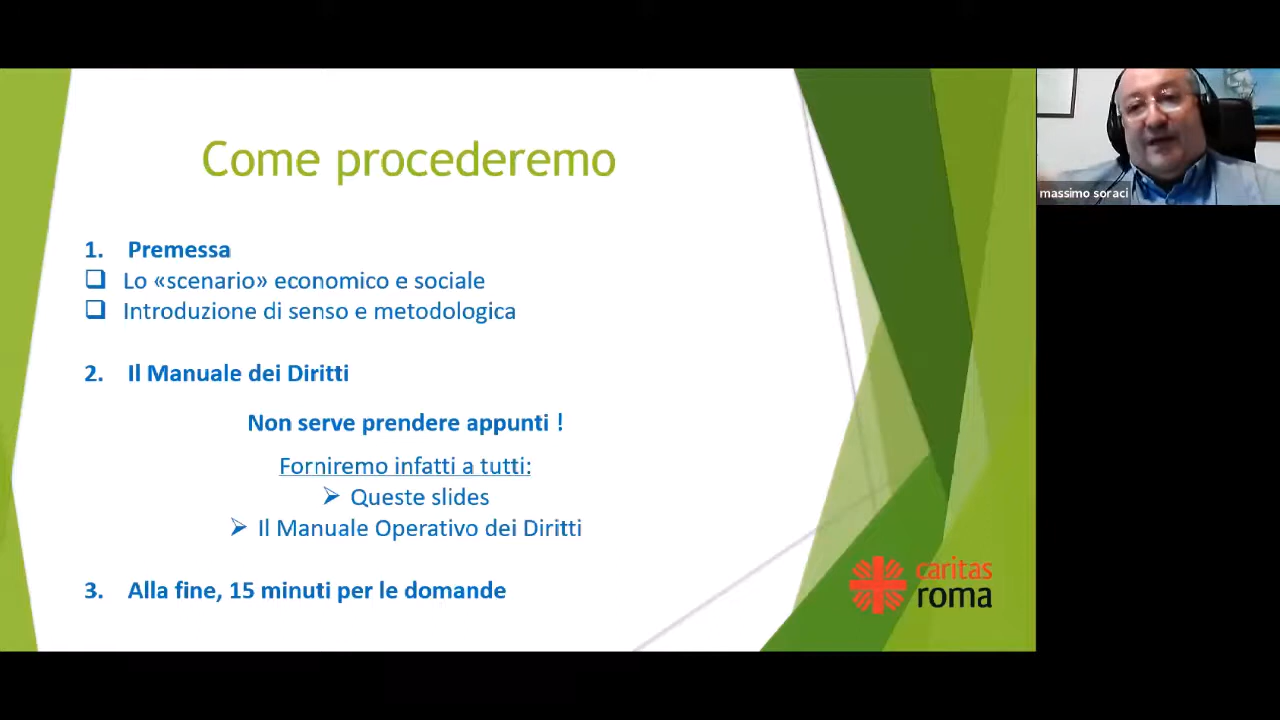 Come procederemo
1. Premessa
❑ Lo «scenario» economico e sociale
❑ Introduzione di senso e metodologica
2. Il Manuale dei Diritti
Non serve prendere appunti !
Forniremo infatti a tutti:
➢ Queste slides
➢ Il Manuale Operativo dei Diritti
3. Alla fine, 15 minuti per le domande
caritas
roma
massimo soraci